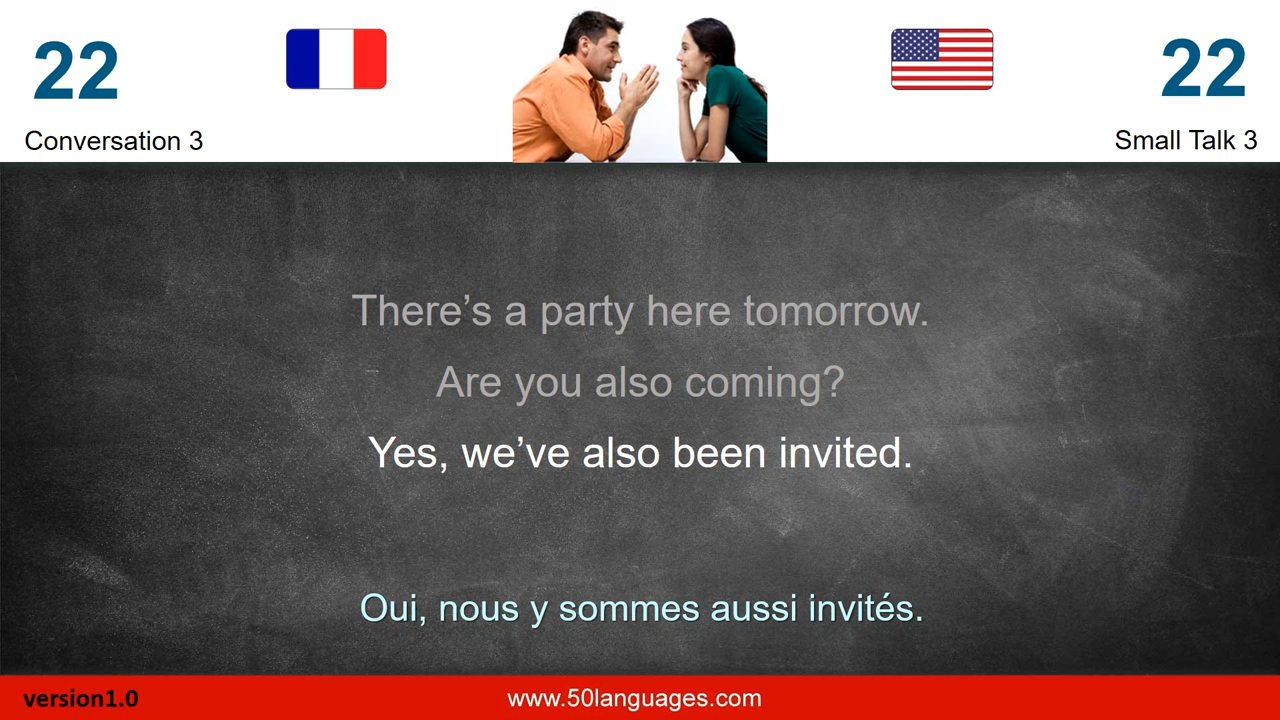 22
22
Conversation 3
Small Talk 3
There’s a party here tomorrow.
Are you also coming?
Yes, we’ve also been invited.
Oui, nous y sommes aussi invités.
version1.0
www.50languages.com